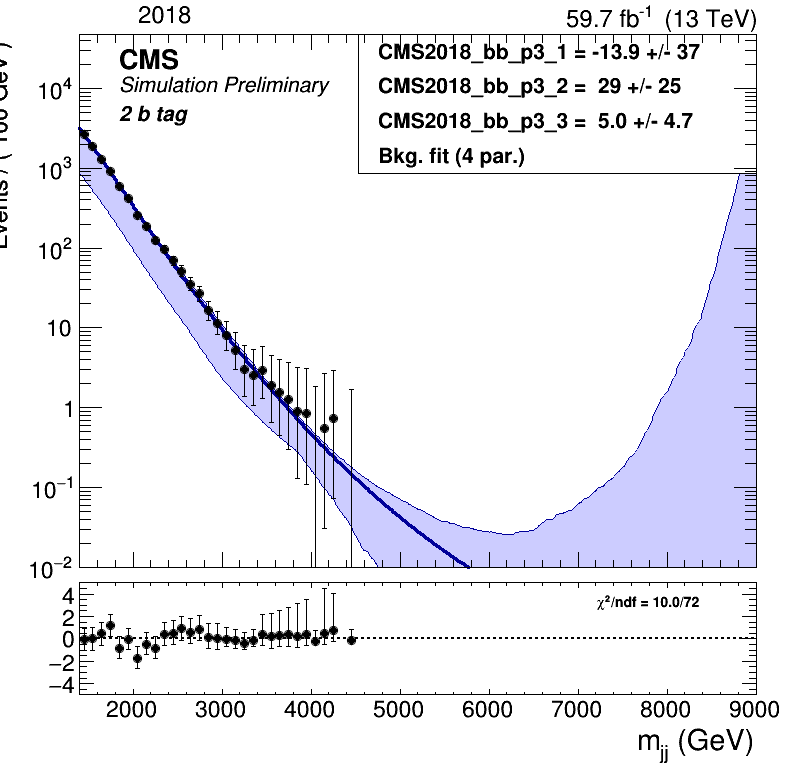 2018
59.7 fb⁻¹ (13 TeV)
CMS
Simulation Preliminary
2 b tag
CMS2018_bb_p3_1 = -13.9 +/- 37
CMS2018_bb_p3_2 = 29 +/- 25
CMS2018_bb_p3_3 = 5.0 +/- 4.7
Bkg. fit (4 par.)
10⁴
10³
10²
10
1
10⁻¹
10⁻²
χ²/ndf = 10.0/72
4
2
0
−2
−4
2000 3000 4000 5000 6000 7000 8000 9000
m_jj (GeV)